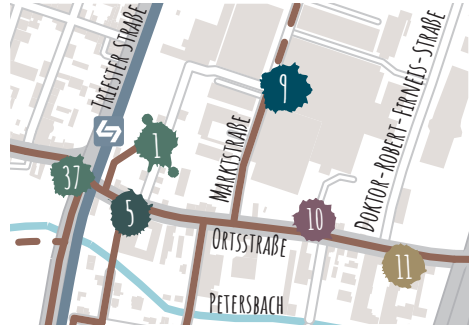 TRIESTER STRAßE
9
DOKTOR-ROBERT-FIRNEIS-STRAßE
1
MARKTSTRAßE
37
5
10
ORTSSTRAßE
11
PETERSBACH